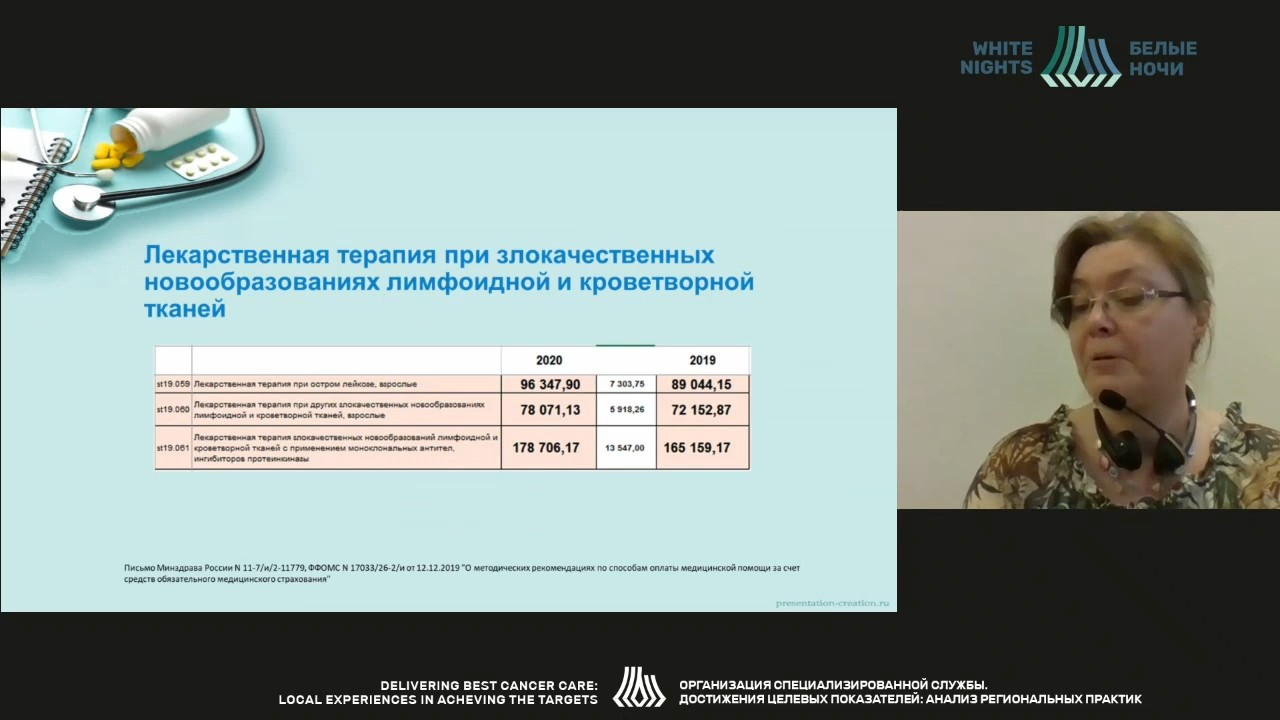 WHITE
NIGHTS
БЕЛЫЕ
НОЧИ
Лекарственная терапия при злокачественных
новообразованиях лимфоидной и кроветворной
тканей
2020 2019
st19.059 Лекарственная терапия при остром лейкозе, взрослые 96 347,90 7 303,75 89 044,15
st19.060 Лекарственная терапия при других злокачественных новообразованиях
лимфоидной и кроветворной тканей, взрослые 78 071,13 5 918,26 72 152,87
st19.061 Лекарственная терапия злокачественных новообразований лимфоидной и
кроветворной тканей с применением моноклональных антител,
ингибиторов протеинкиназы 178 706,17 13 547,00 165 159,17
Письмо Минздрава России N 11-7/и/2-11779, ФФОМС N 17033/26-2/и от 12.12.2019 "О методических рекомендациях по способам оплаты медицинской помощи за счет
средств обязательного медицинского страхования"
presentation-creation.ru
DELIVERING BEST CANCER CARE:
LOCAL EXPERIENCES IN ACHEVING THE TARGETS
ОРГАНИЗАЦИЯ СПЕЦИАЛИЗИРОВАННОЙ СЛУЖБЫ.
ДОСТИЖЕНИЯ ЦЕЛЕВЫХ ПОКАЗАТЕЛЕЙ: АНАЛИЗ РЕГИОНАЛЬНЫХ ПРАКТИК